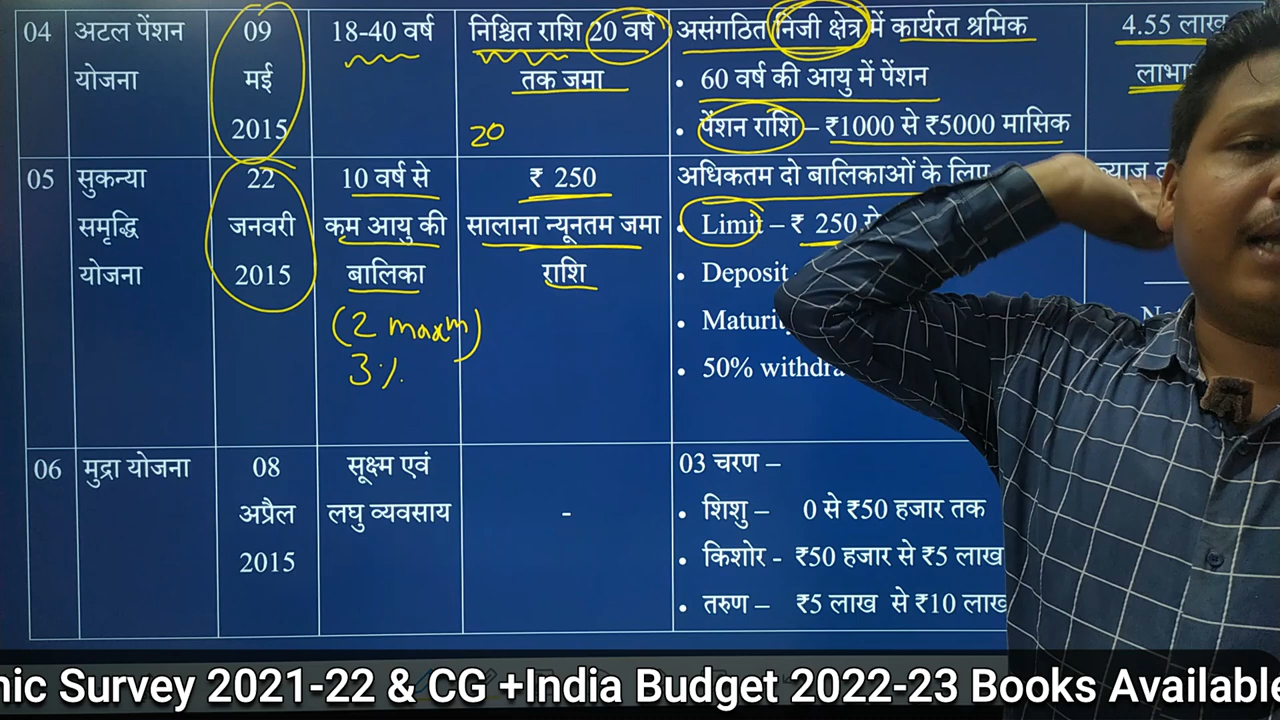 04 अटल पेंशन 09 18-40 वर्ष निश्चित राशि 20 वर्ष असंगठित निजी क्षेत्र में कार्यरत श्रमिक 4.55 लाख
योजना मई तक जमा • 60 वर्ष की आयु में पेंशन
2015 20 • पेंशन राशि – ₹1000 से ₹5000 मासिक
05 सुकन्या 22 10 वर्ष से ₹ 250 अधिकतम दो बालिकाओं के लिए
समृद्धि जनवरी कम आयु की सालाना न्यूनतम जमा • Limit – ₹ 250 से
योजना 2015 बालिका राशि • Deposit
(2 maxm) • Maturity
3% • 50%
06 मुद्रा योजना 08 सूक्ष्म एवं 03 चरण –
अप्रैल लघु व्यवसाय - • शिशु – 0 से ₹50 हजार तक
2015 • किशोर - ₹50 हजार से ₹5 लाख
• तरुण – ₹5 लाख से ₹10 लाख
Survey 2021-22 & CG +India Budget 2022-23 Books Available